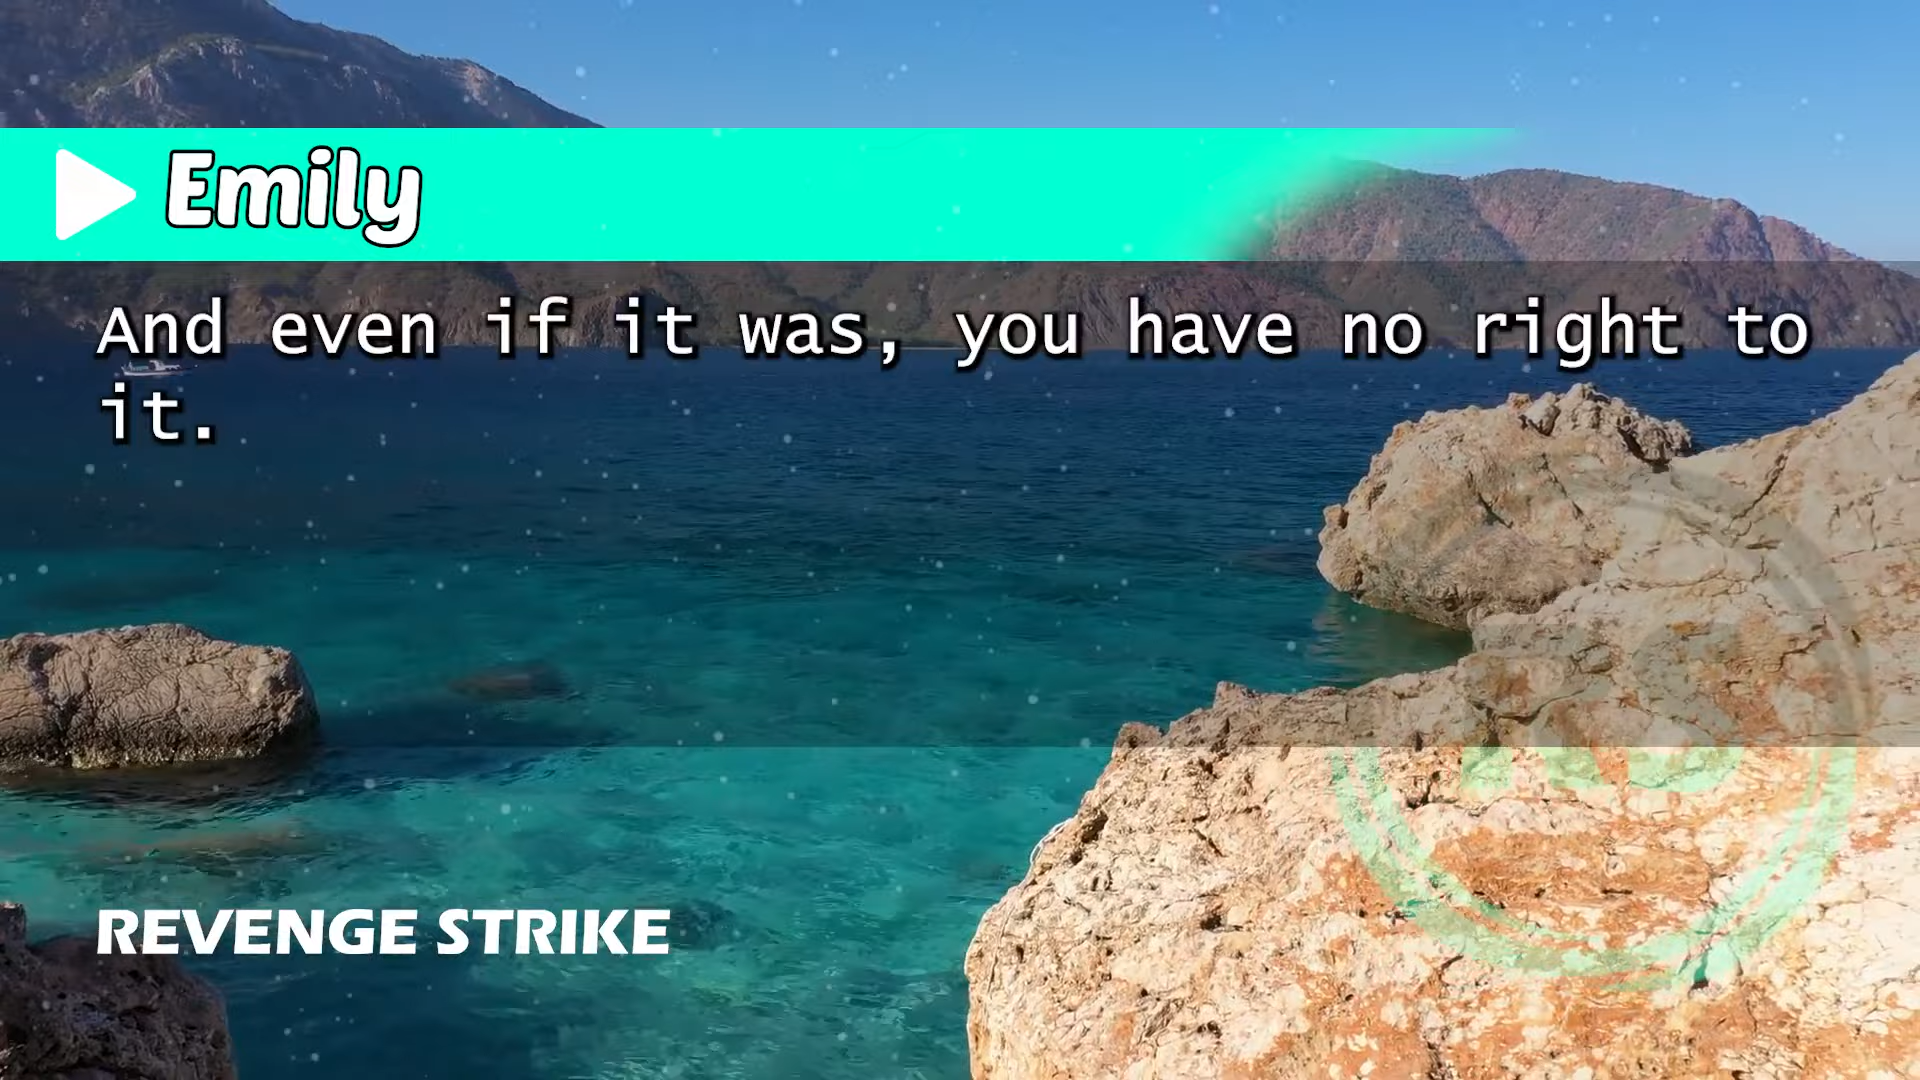 Emily
And even if it was, you have no right to
it.
REVENGE STRIKE